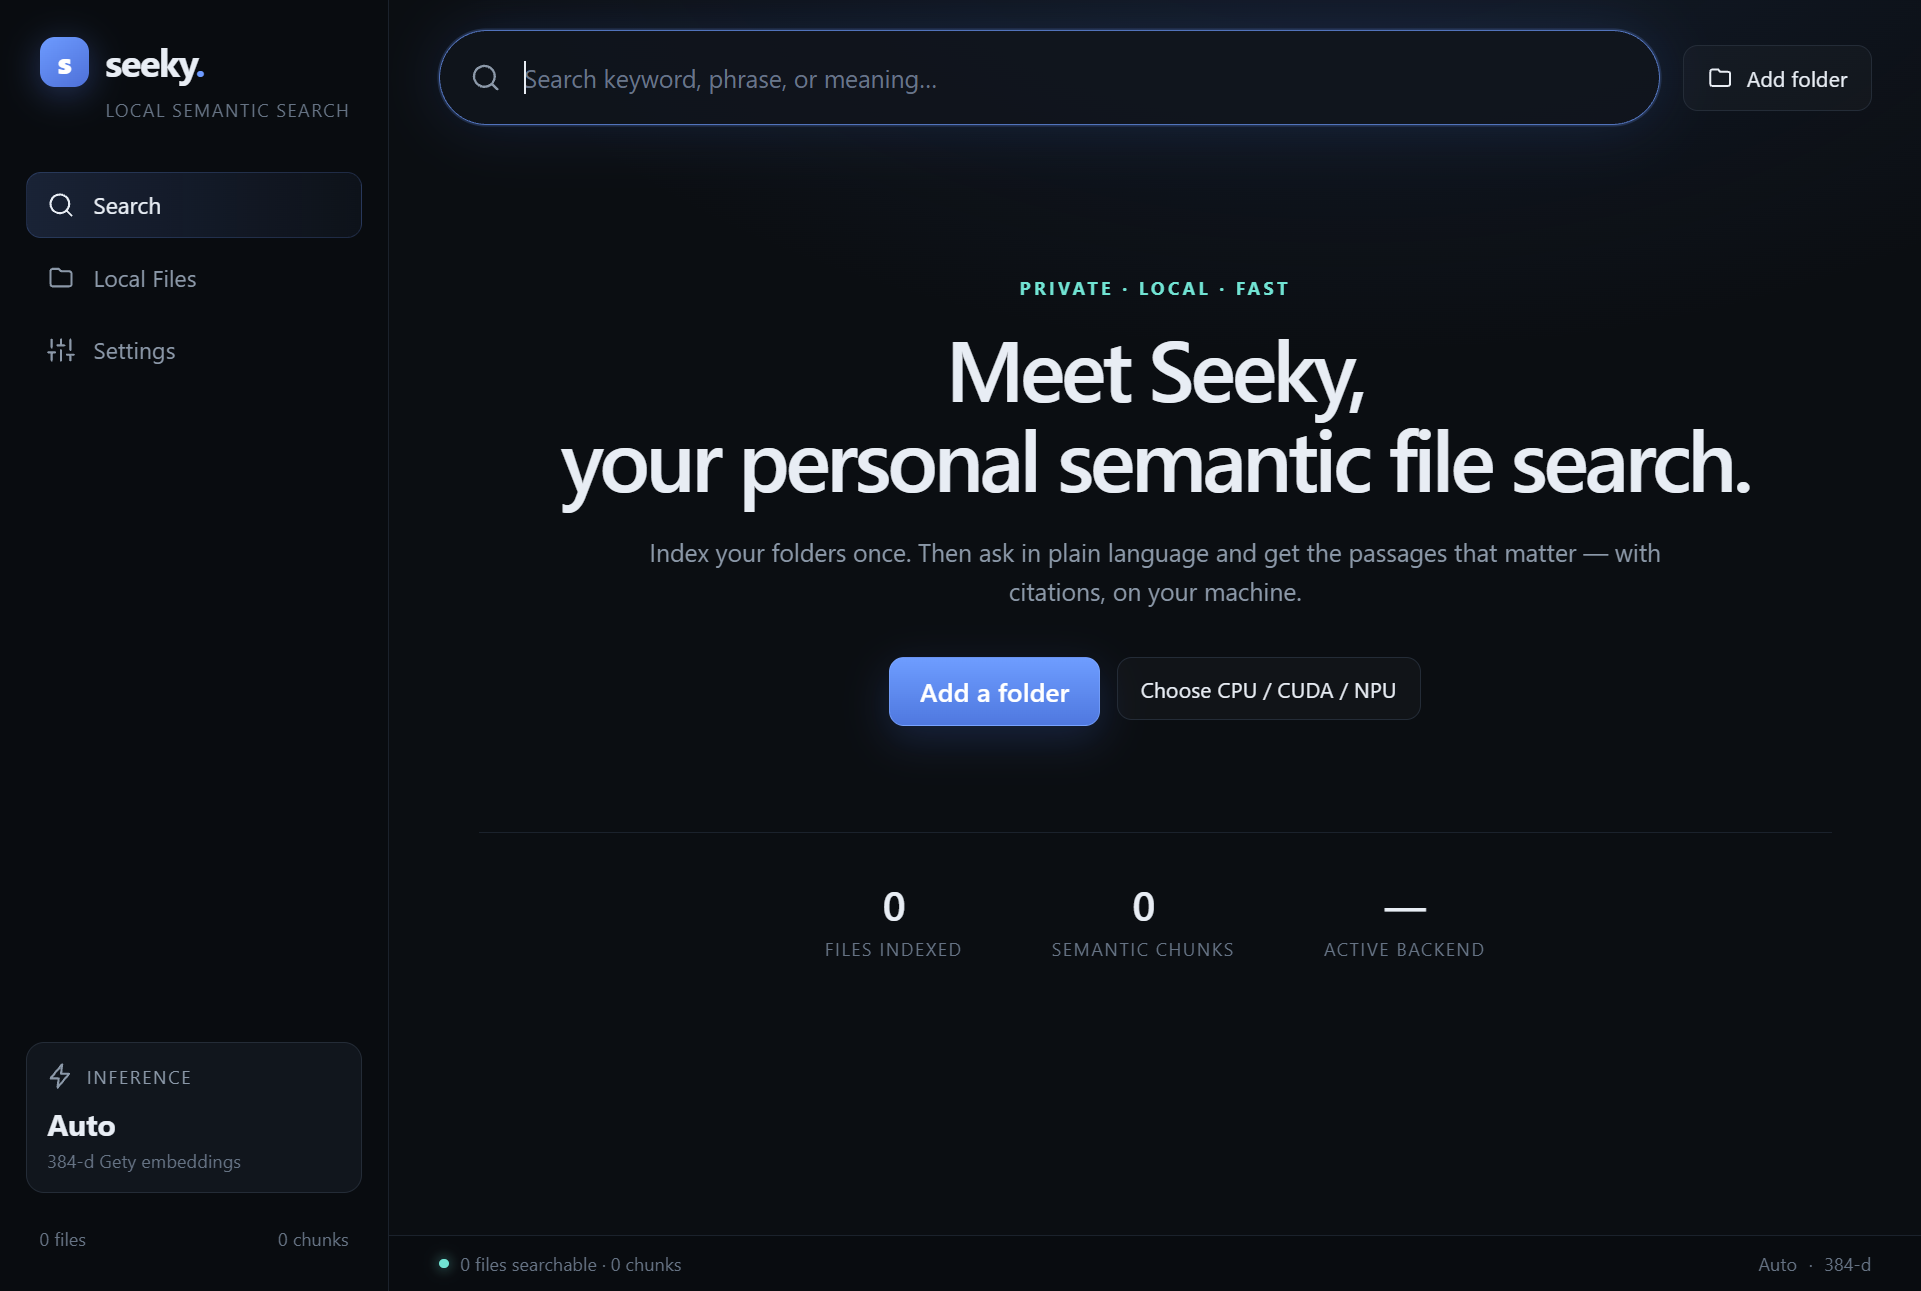 s
seeky.
LOCAL SEMANTIC SEARCH
Search
Local Files
Settings
INFERENCE
Auto
384-d Gety embeddings
0 files
0 chunks
Search keyword, phrase, or meaning...
Add folder
PRIVATE · LOCAL · FAST
Meet Seeky,
your personal semantic file search.
Index your folders once. Then ask in plain language and get the passages that matter — with
citations, on your machine.
Add a folder
Choose CPU / CUDA / NPU
0
FILES INDEXED
0
SEMANTIC CHUNKS
—
ACTIVE BACKEND
0 files searchable · 0 chunks
Auto · 384-d